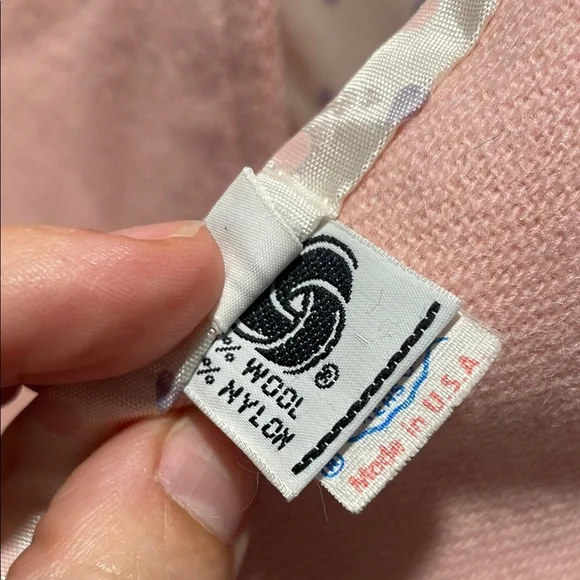 % WOOL ®
% NYLON
®
Made in U.S.A.